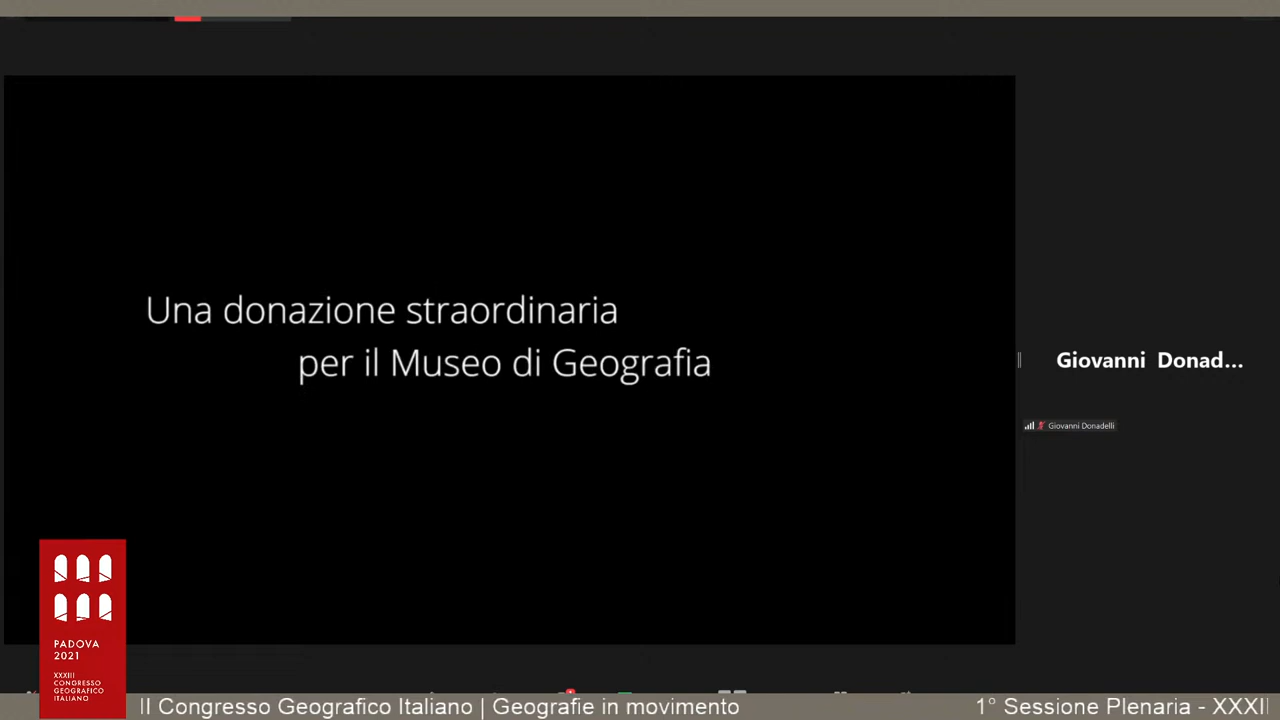 Una donazione straordinaria
per il Museo di Geografia
Giovanni Donad...
Giovanni Donadelli
PADOVA
2021
XXXIII
CONGRESSO
GEOGRAFICO
ITALIANO
II Congresso Geografico Italiano | Geografie in movimento
1° Sessione Plenaria - XXXII